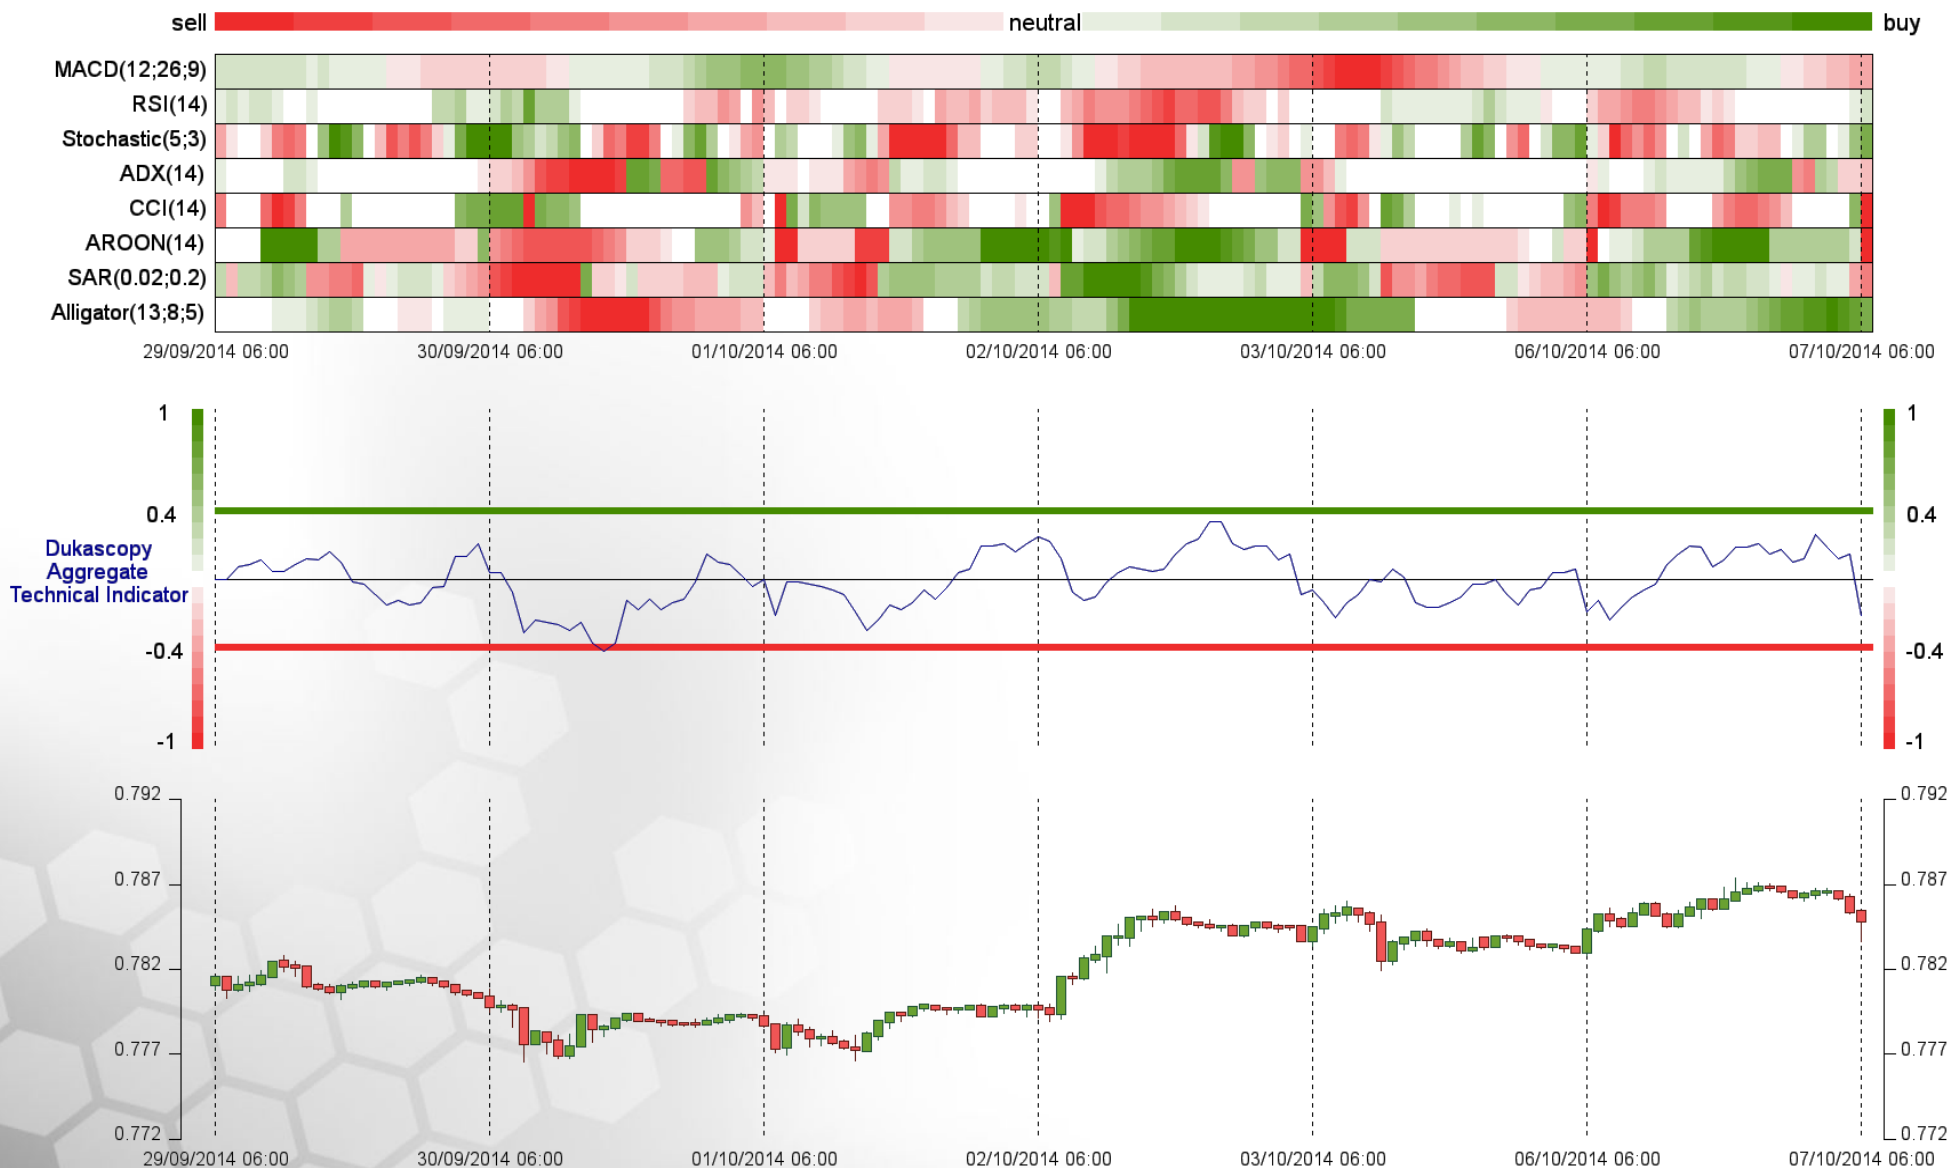 sell neutral buy
MACD(12;26;9)
RSI(14)
Stochastic(5;3)
ADX(14)
CCI(14)
AROON(14)
SAR(0.02;0.2)
Alligator(13;8;5)
29/09/2014 06:00 30/09/2014 06:00 01/10/2014 06:00 02/10/2014 06:00 03/10/2014 06:00 06/10/2014 06:00 07/10/2014 06:00
1 1
0.4 0.4
Dukascopy
Aggregate
Technical Indicator
-0.4 -0.4
-1 -1
0.792 0.792
0.787 0.787
0.782 0.782
0.777 0.777
0.772 0.772
29/09/2014 06:00 30/09/2014 06:00 01/10/2014 06:00 02/10/2014 06:00 03/10/2014 06:00 06/10/2014 06:00 07/10/2014 06:00